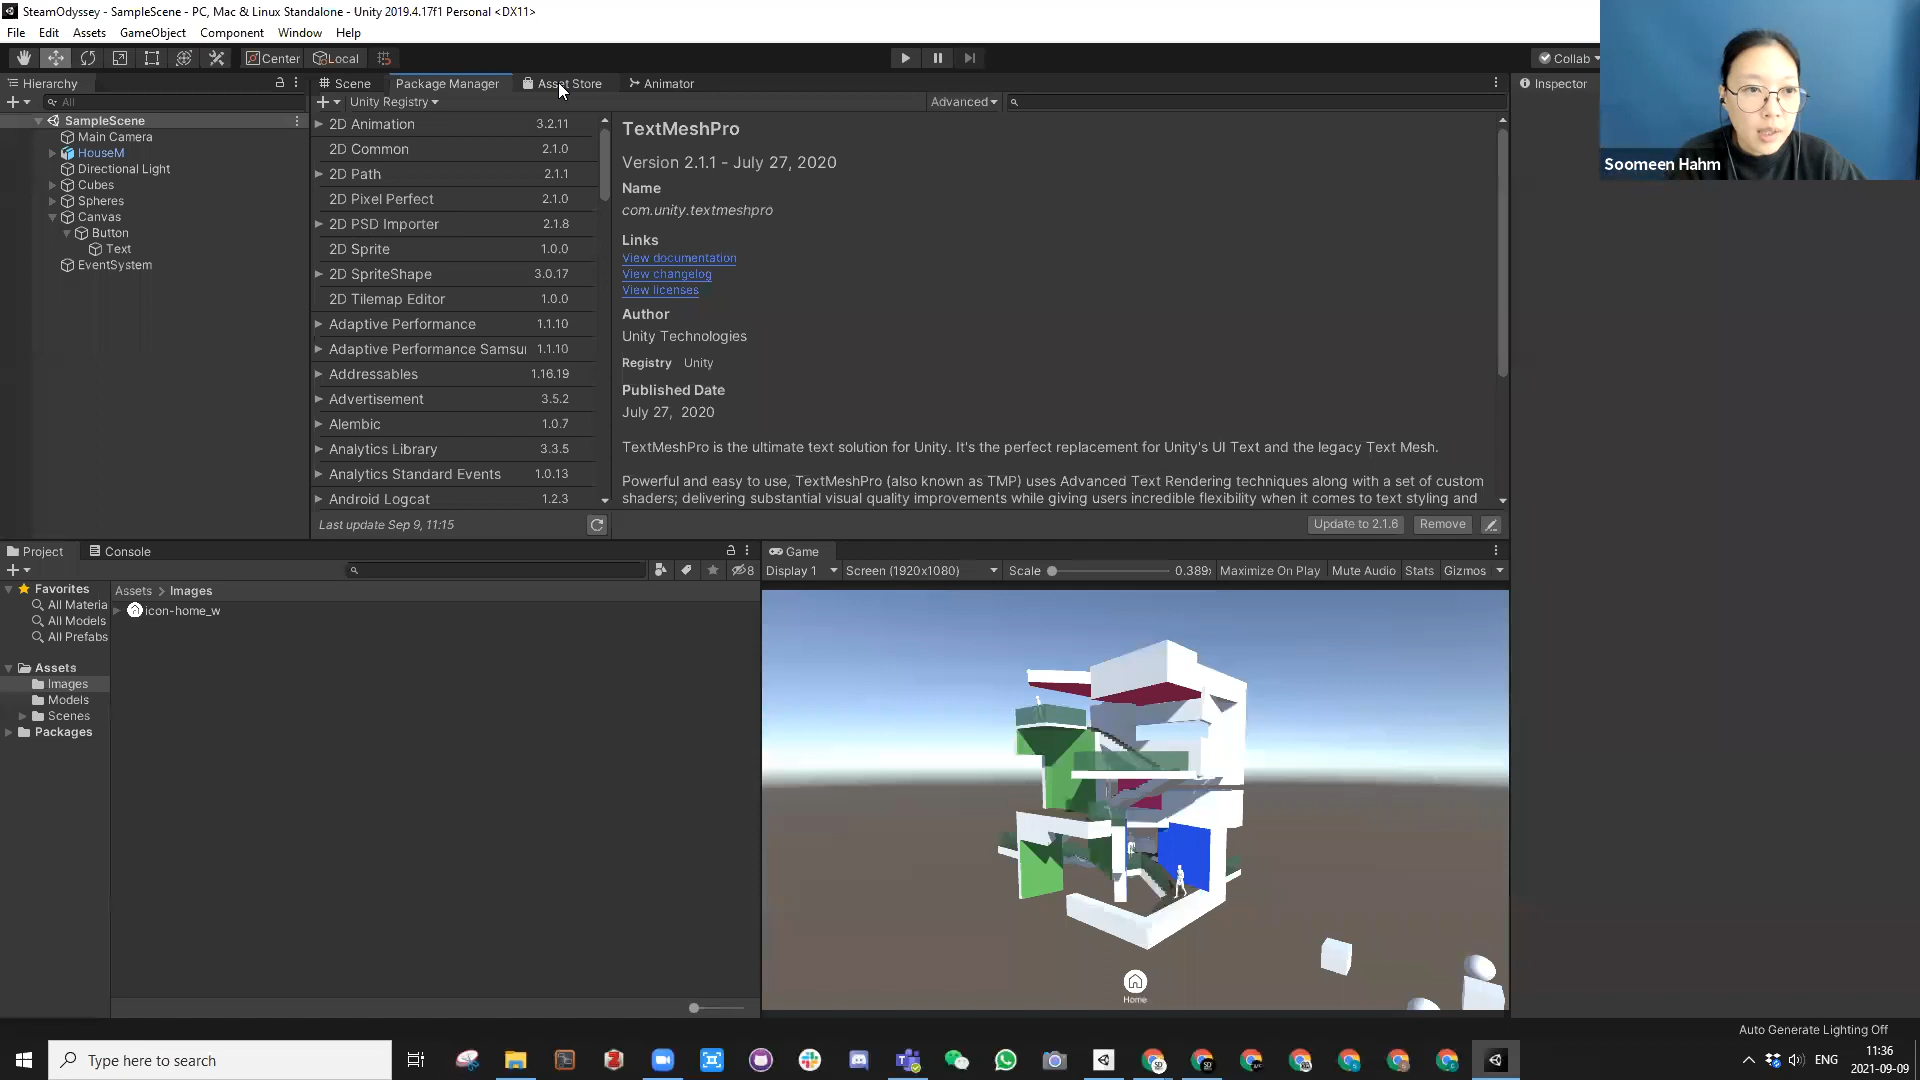 SteamOdyssey - SampleScene - PC, Mac & Linux Standalone - Unity 2019.4.17f1 Personal <DX11>
File Edit Assets GameObject Component Window Help
Center Local Collab
Hierarchy
All
SampleScene
Main Camera
HouseM
Directional Light
Cubes
Spheres
Canvas
Button
Text
EventSystem
Scene Package Manager Asset Store Animator
Unity Registry Advanced
2D Animation 3.2.11
2D Common 2.1.0
2D Path 2.1.1
2D Pixel Perfect 2.1.0
2D PSD Importer 2.1.8
2D Sprite 1.0.0
2D SpriteShape 3.0.17
2D Tilemap Editor 1.0.0
Adaptive Performance 1.1.10
Adaptive Performance Samsu 1.1.10
Addressables 1.16.19
Advertisement 3.5.2
Alembic 1.0.7
Analytics Library 3.3.5
Analytics Standard Events 1.0.13
Android Logcat 1.2.3
Last update Sep 9, 11:15
TextMeshPro
Version 2.1.1 - July 27, 2020
Name
com.unity.textmeshpro
Links
View documentation
View changelog
View licenses
Author
Unity Technologies
Registry Unity
Published Date
July 27, 2020
TextMeshPro is the ultimate text solution for Unity. It's the perfect replacement for Unity's UI Text and the legacy Text Mesh.
Powerful and easy to use, TextMeshPro (also known as TMP) uses Advanced Text Rendering techniques along with a set of custom
shaders; delivering substantial visual quality improvements while giving users incredible flexibility when it comes to text styling and
Update to 2.1.6 Remove
Inspector
Soomeen Hahm
Project Console
8
Favorites
All Materia
All Models
All Prefabs
Assets
Images
Models
Scenes
Packages
Assets > Images
icon-home_w
Game
Display 1 Screen (1920x1080) Scale 0.389x Maximize On Play Mute Audio Stats Gizmos
Home
Auto Generate Lighting Off
Type here to search
ENG
11:36
2021-09-09